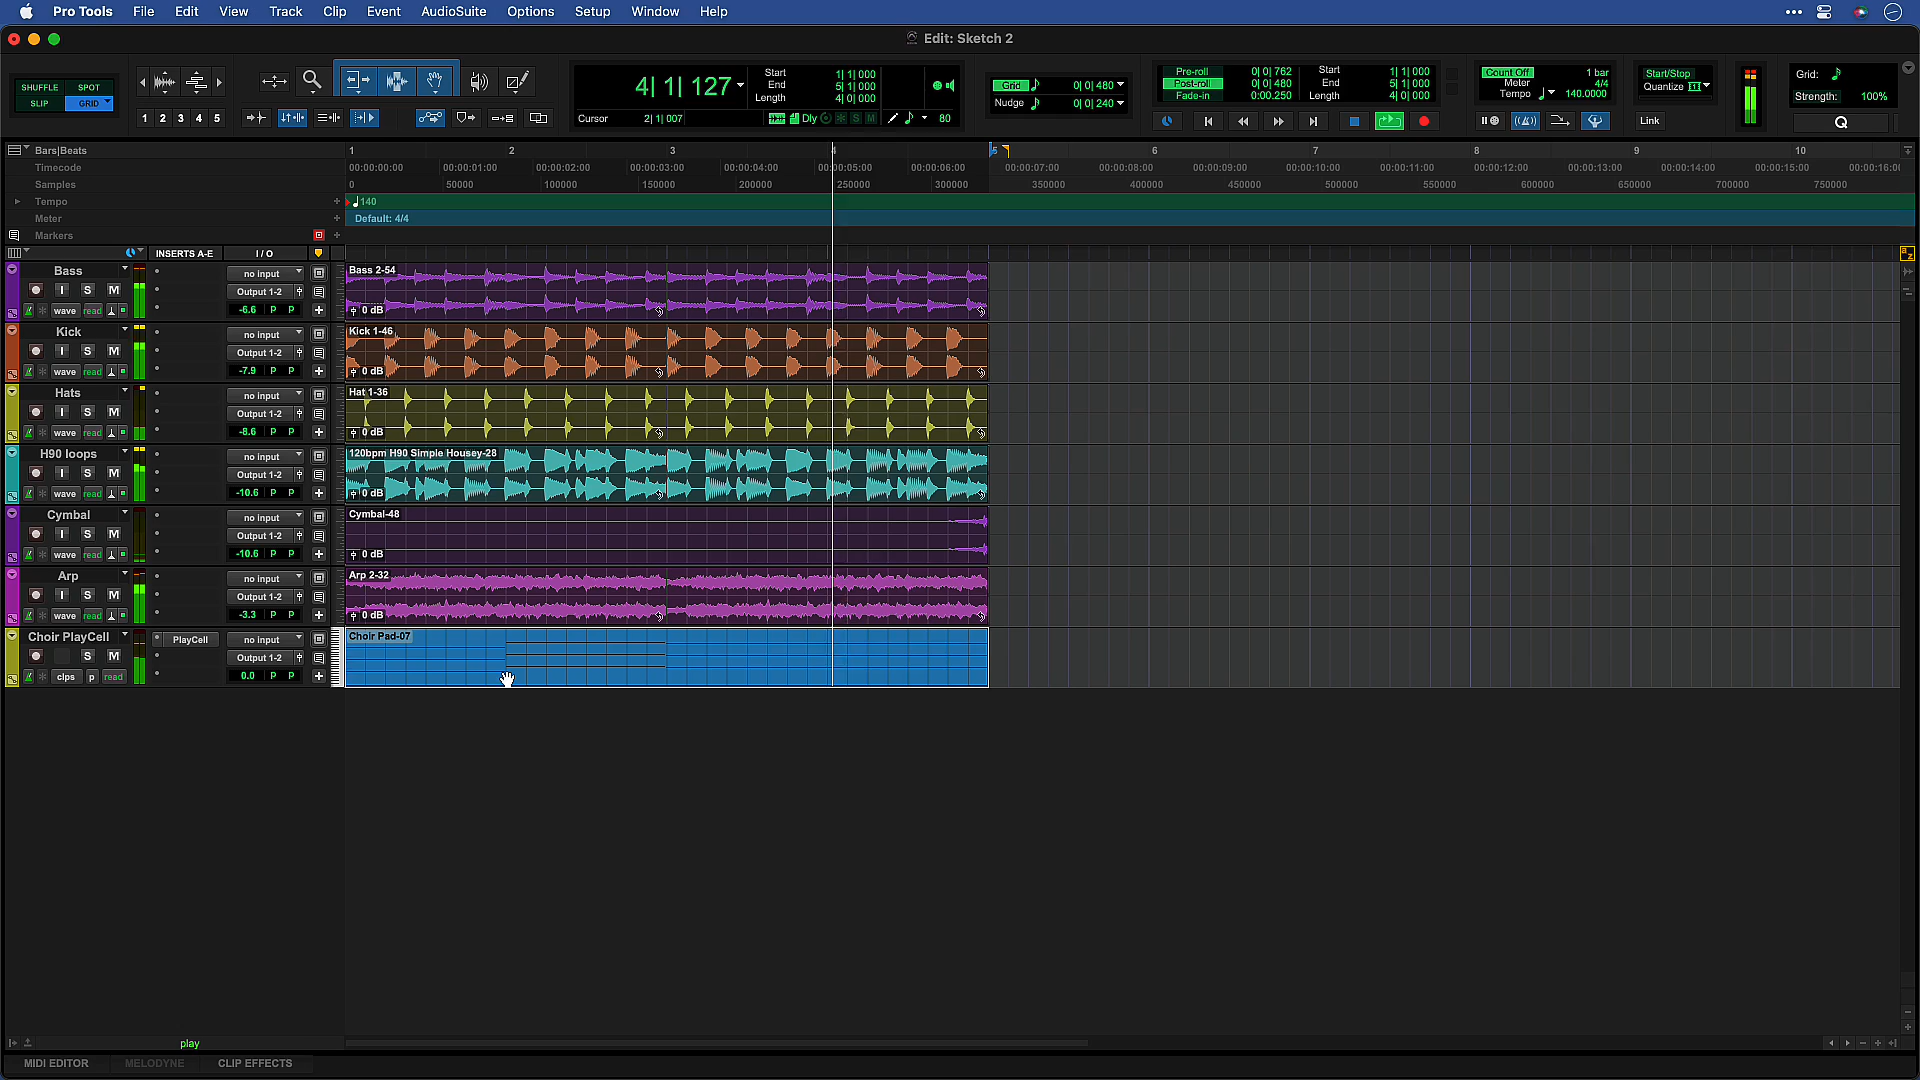 Pro Tools File Edit View Track Clip Event AudioSuite Options Setup Window Help
Edit: Sketch 2
SHUFFLE SPOT
SLIP GRID
1 2 3 4 5
4| 1| 127
Start 1| 1| 000
End 5| 1| 000
Length 4| 0| 000
Cursor 2| 1| 007
Dly S M 80
Grid 0| 0| 480
Nudge 0| 0| 240
Pre-roll 0| 0| 762 Start 1| 1| 000
Post-roll 0| 0| 480 End 5| 1| 000
Fade-in 0:00.250 Length 4| 0| 000
Count Off 1 bar
Meter 4/4
Tempo 140.0000
Start/Stop
Quantize
Link
Grid:
Strength: 100%
Q
Bars|Beats 1 2 3 4 5 6 7 8 9 10
Timecode 00:00:00:00 00:00:01:00 00:00:02:00 00:00:03:00 00:00:04:00 00:00:05:00 00:00:06:00 00:00:07:00 00:00:08:00 00:00:09:00 00:00:10:00 00:00:11:00 00:00:12:00 00:00:13:00 00:00:14:00 00:00:15:00 00:00:16:00
Samples 0 50000 100000 150000 200000 250000 300000 350000 400000 450000 500000 550000 600000 650000 700000 750000
Tempo 140
Meter Default: 4/4
Markers
INSERTS A-E I / O
a z
Bass no input Bass 2-54
I S M Output 1-2
wave read -6.6 P P 0 dB
Kick no input Kick 1-46
I S M Output 1-2
wave read -7.9 P P 0 dB
Hats no input Hat 1-36
I S M Output 1-2
wave read -8.6 P P 0 dB
H90 loops no input 120bpm H90 Simple Housey-28
I S M Output 1-2
wave read -10.6 P P 0 dB
Cymbal no input Cymbal-48
I S M Output 1-2
wave read -10.6 P P 0 dB
Arp no input Arp 2-32
I S M Output 1-2
wave read -3.3 P P 0 dB
Choir PlayCell PlayCell no input Choir Pad-07
S M Output 1-2
clps p read 0.0 P P
play
MIDI EDITOR MELODYNE CLIP EFFECTS